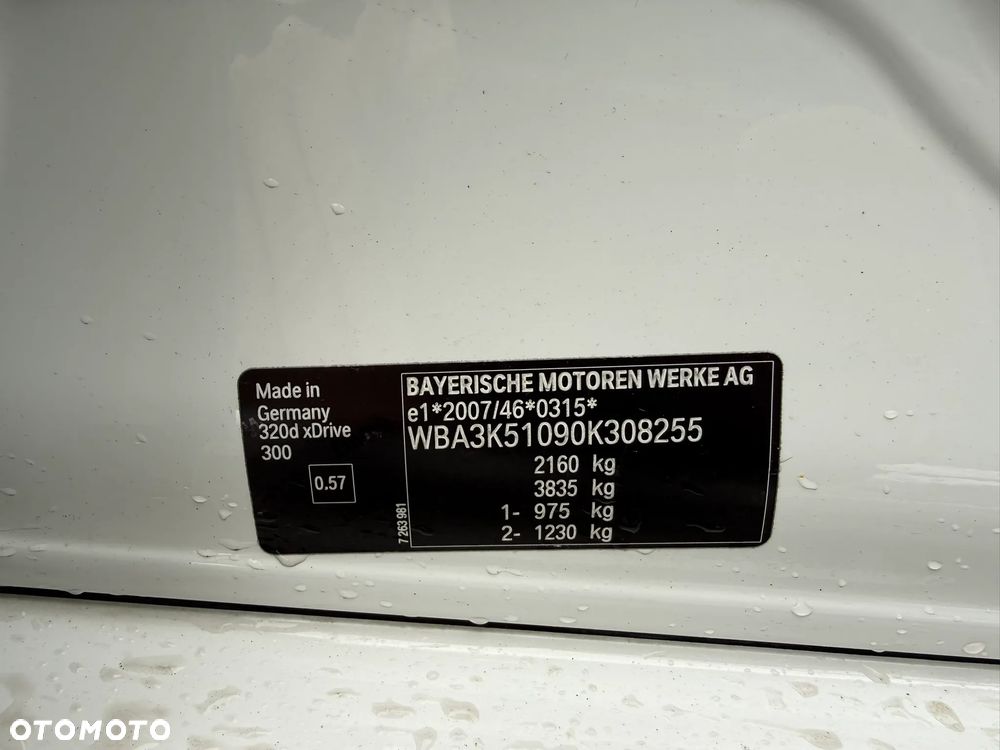 Made in
Germany
320d xDrive
300
0.57
7 263 981
BAYERISCHE MOTOREN WERKE AG
e1*2007/46*0315*
WBA3K51090K308255
2160 kg
3835 kg
1- 975 kg
2- 1230 kg
OTOMOTO